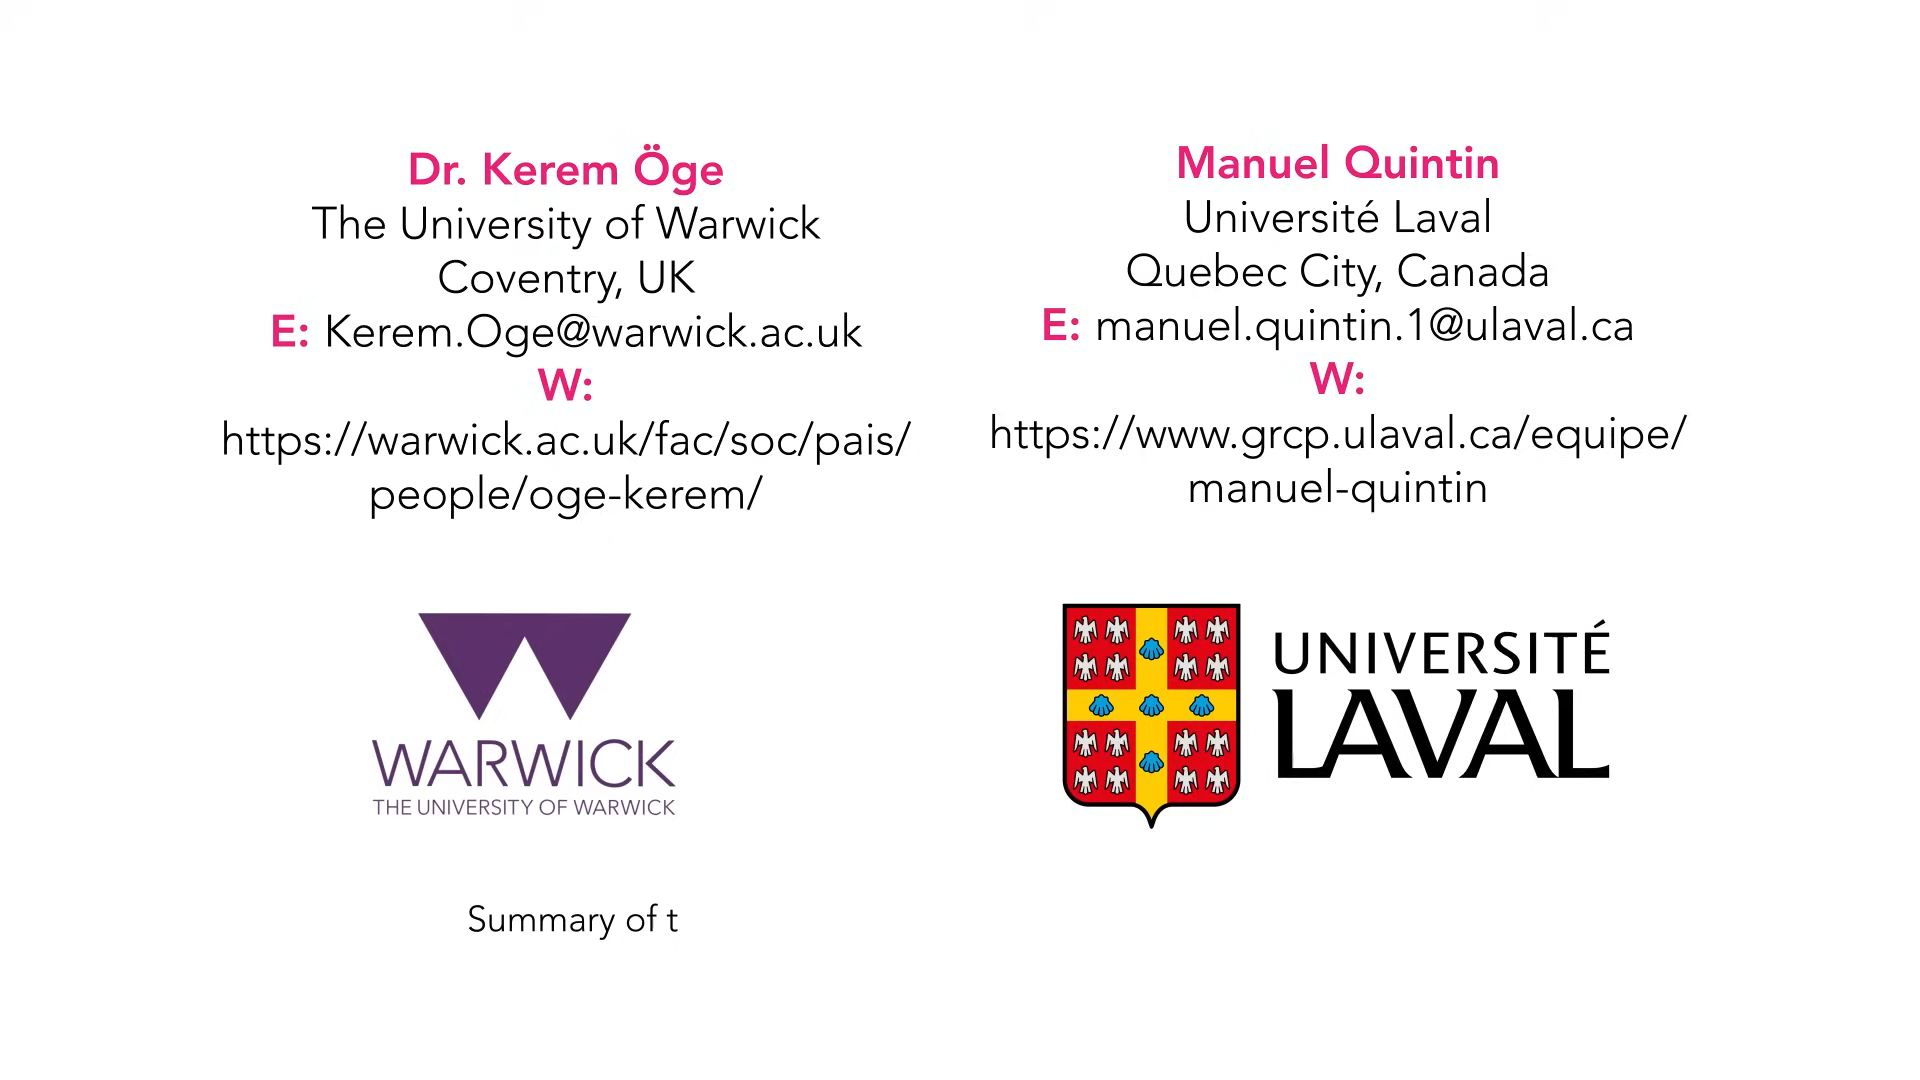 Dr. Kerem Öge
The University of Warwick
Coventry, UK
E: Kerem.Oge@warwick.ac.uk
W:
https://warwick.ac.uk/fac/soc/pais/
people/oge-kerem/
Manuel Quintin
Université Laval
Quebec City, Canada
E: manuel.quintin.1@ulaval.ca
W:
https://www.grcp.ulaval.ca/equipe/
manuel-quintin
WARWICK
THE UNIVERSITY OF WARWICK
UNIVERSITÉ
LAVAL
Summary of t